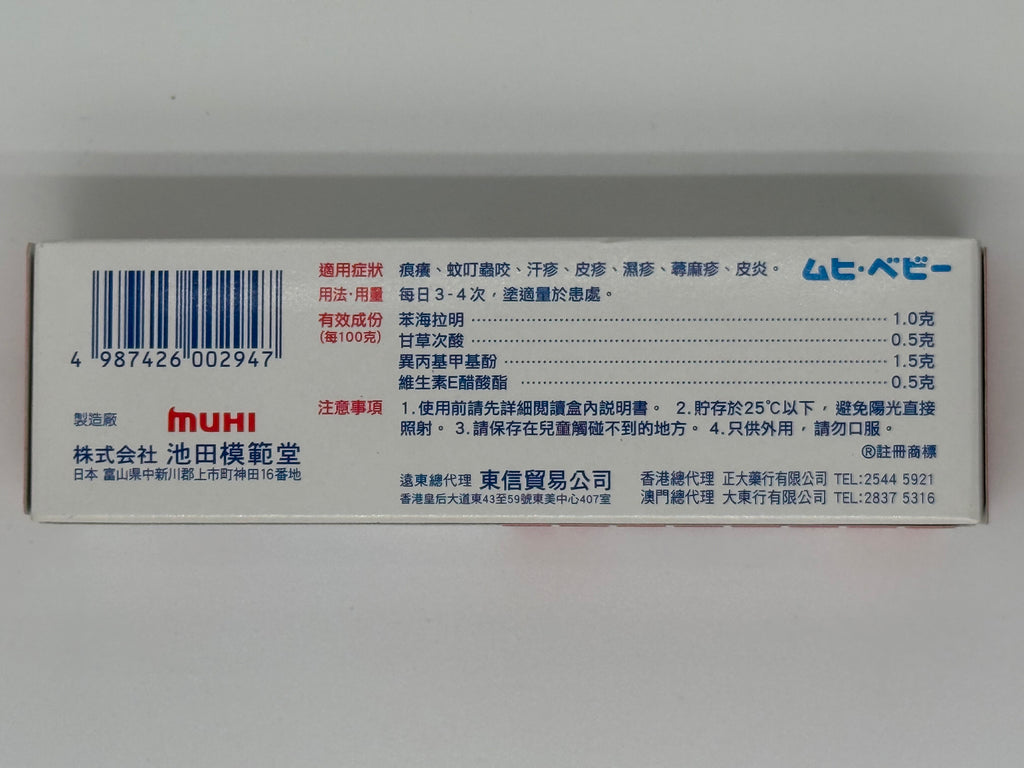 4 987426 002947
製造廠 MUHI
株式会社 池田模範堂
日本 富山県中新川郡上市町神田16番地
適用症狀 痕癢、蚊叮蟲咬、汗疹、皮疹、濕疹、蕁麻疹、皮炎。
ムヒ・ベビー
用法·用量 每日3-4次，塗適量於患處。
有效成份 苯海拉明 1.0克
(每100克) 甘草次酸 0.5克
異丙基甲基酚 1.5克
維生素E醋酸酯 0.5克
注意事項 1.使用前請先詳細閱讀盒內說明書。 2.貯存於25℃以下，避免陽光直接
照射。 3.請保存在兒童觸碰不到的地方。 4.只供外用，請勿口服。
®註冊商標
遠東總代理 東信貿易公司 香港總代理 正大藥行有限公司 TEL:2544 5921
香港皇后大道東43至59號東美中心407室 澳門總代理 大東行有限公司 TEL:2837 5316